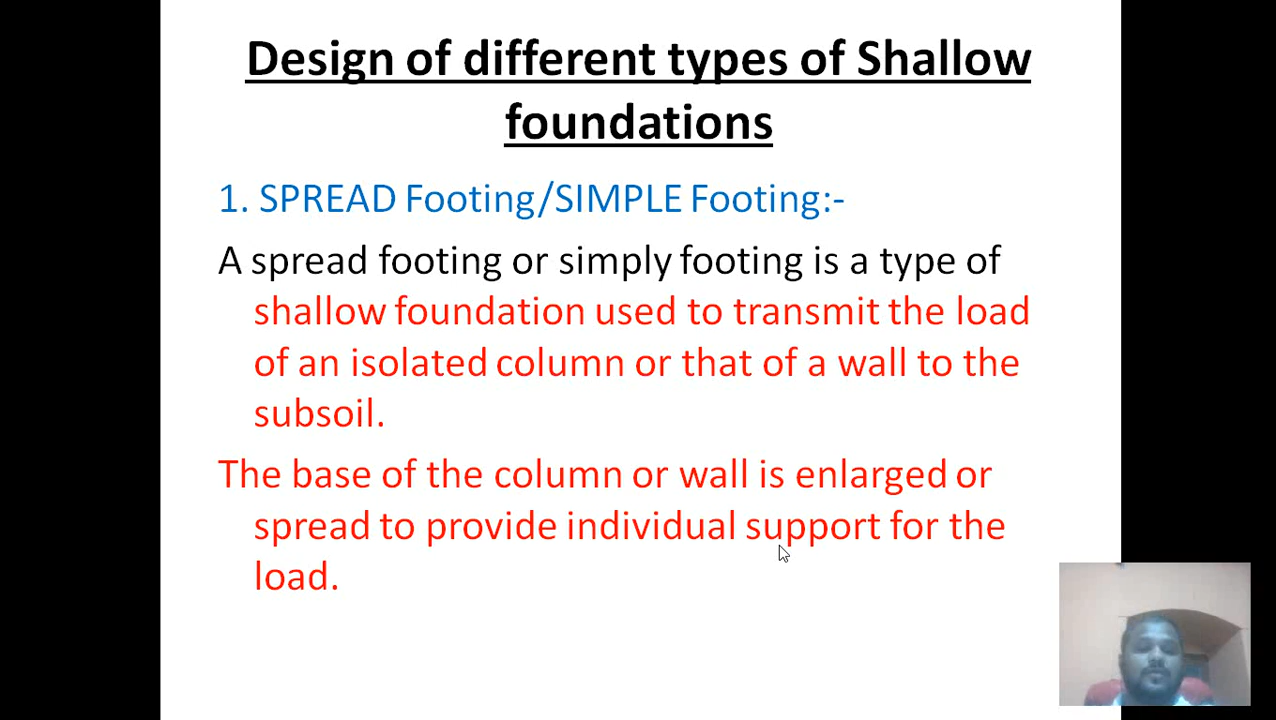 Design of different types of Shallow
foundations
1. SPREAD Footing/SIMPLE Footing:-
A spread footing or simply footing is a type of
shallow foundation used to transmit the load
of an isolated column or that of a wall to the
subsoil.
The base of the column or wall is enlarged or
spread to provide individual support for the
load.